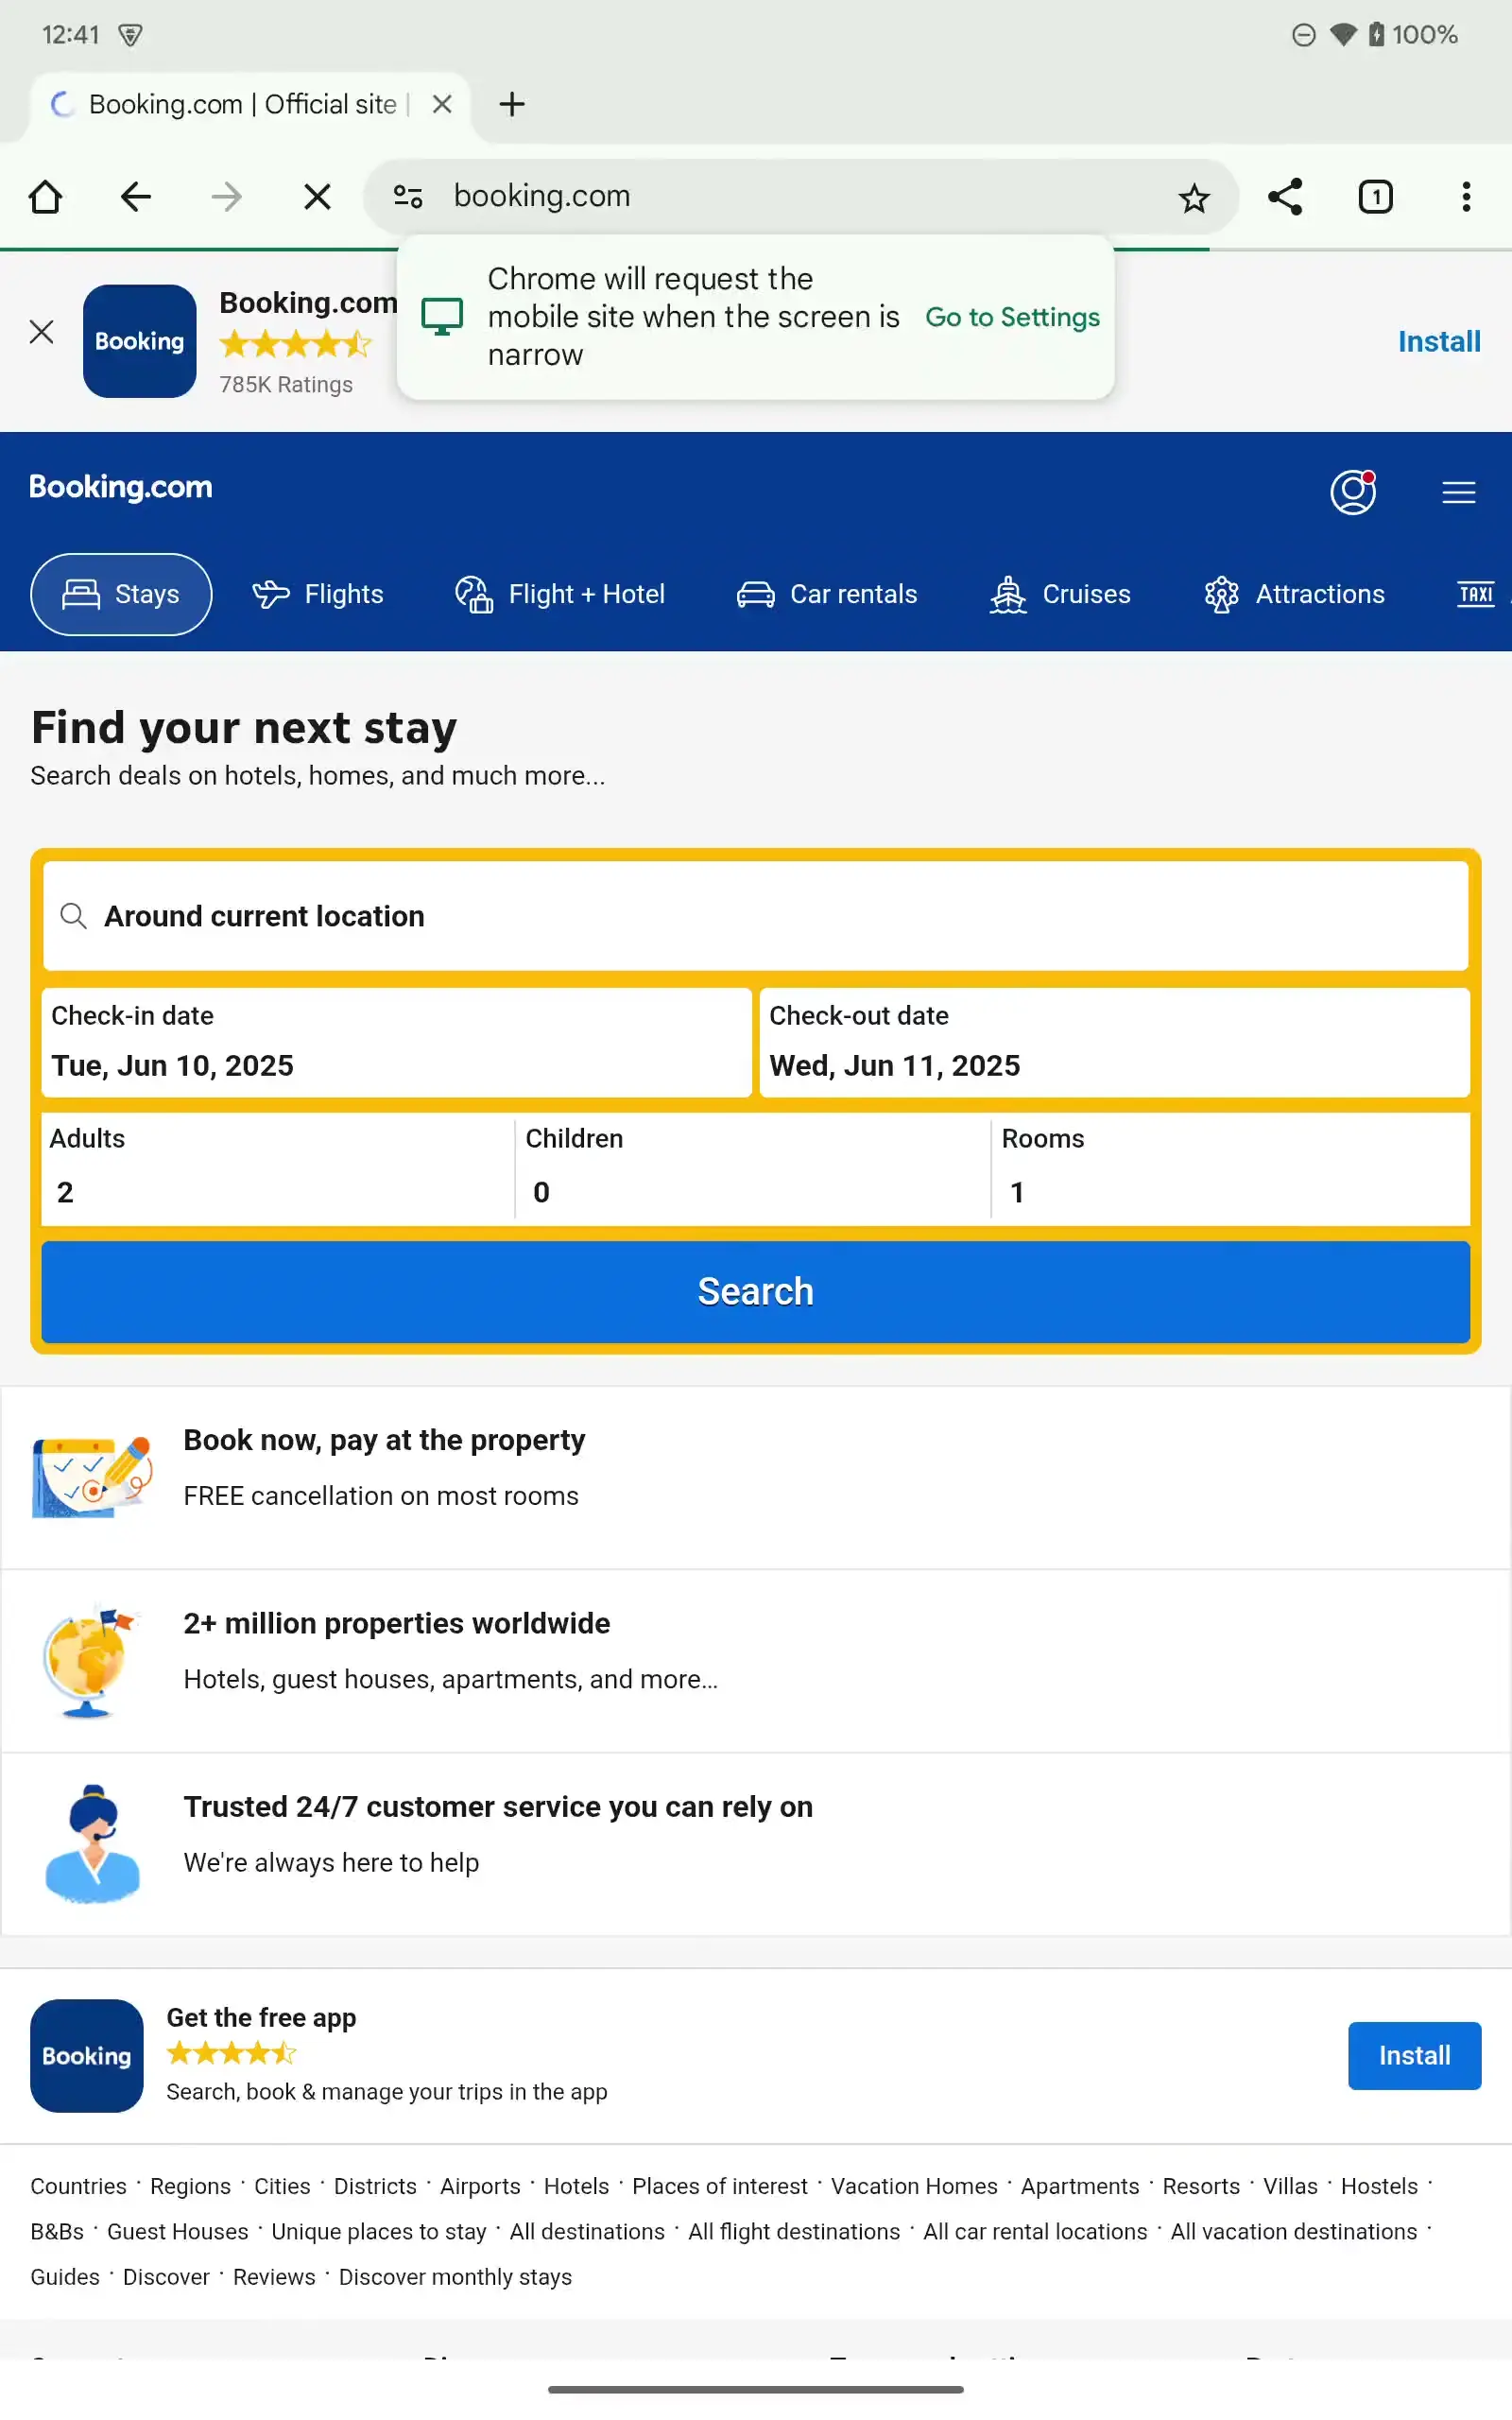 12:41
100%
Booking.com | Official site |
1
booking.com
Chrome will request the
mobile site when the screen is
narrow
Go to Settings
Booking
Booking.com
785K Ratings
Install
Booking.com
Stays
Flights
Flight + Hotel
Car rentals
Cruises
Attractions
TAXI
Find your next stay
Search deals on hotels, homes, and much more...
Around current location
Check-in date
Tue, Jun 10, 2025
Check-out date
Wed, Jun 11, 2025
Adults
2
Children
0
Rooms
1
Search
Book now, pay at the property
FREE cancellation on most rooms
2+ million properties worldwide
Hotels, guest houses, apartments, and more…
Trusted 24/7 customer service you can rely on
We're always here to help
Booking
Get the free app
Search, book & manage your trips in the app
Install
Countries · Regions · Cities · Districts · Airports · Hotels · Places of interest · Vacation Homes · Apartments · Resorts · Villas · Hostels ·
B&Bs · Guest Houses · Unique places to stay · All destinations · All flight destinations · All car rental locations · All vacation destinations ·
Guides · Discover · Reviews · Discover monthly stays